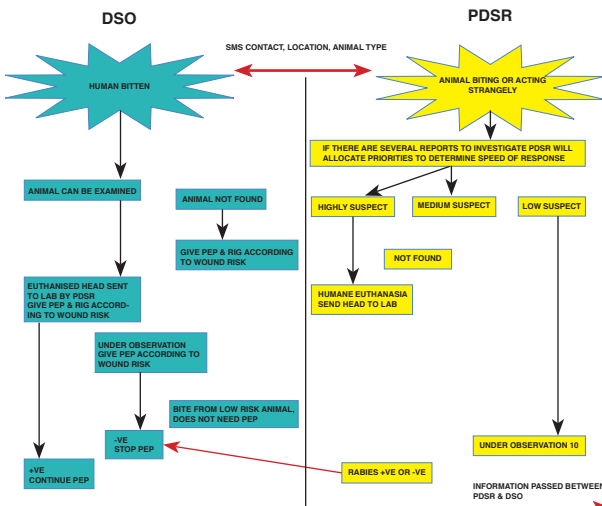 DSO
PDSR
SMS CONTACT, LOCATION, ANIMAL TYPE
HUMAN BITTEN
ANIMAL BITING OR ACTING
STRANGELY
IF THERE ARE SEVERAL REPORTS TO INVESTIGATE PDSR WILL
ALLOCATE PRIORITIES TO DETERMINE SPEED OF RESPONSE
ANIMAL CAN BE EXAMINED
ANIMAL NOT FOUND
HIGHLY SUSPECT
MEDIUM SUSPECT
LOW SUSPECT
GIVE PEP & RIG ACCORDING
TO WOUND RISK
NOT FOUND
EUTHANISED HEAD SENT
TO LAB BY PDSR
GIVE PEP & RIG ACCORD-
ING TO WOUND RISK
HUMANE EUTHANASIA
SEND HEAD TO LAB
UNDER OBSERVATION
GIVE PEP ACCORDING TO
WOUND RISK
BITE FROM LOW RISK ANIMAL,
DOES NOT NEED PEP
-VE
STOP PEP
UNDER OBSERVATION 10
+VE
CONTINUE PEP
RABIES +VE OR -VE
INFORMATION PASSED BETWEEN
PDSR & DSO